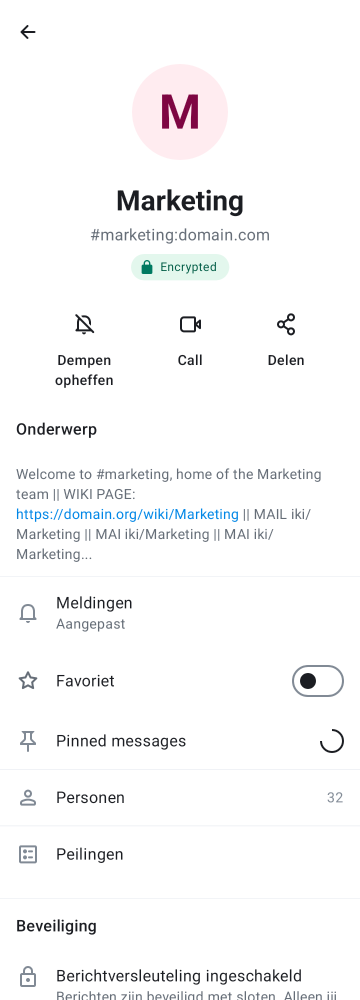 M
Marketing
#marketing:domain.com
Encrypted
Dempen
opheffen
Call
Delen
Onderwerp
Welcome to #marketing, home of the Marketing
team || WIKI PAGE:
https://domain.org/wiki/Marketing || MAIL iki/
Marketing || MAI iki/Marketing || MAI iki/
Marketing...
Meldingen
Aangepast
Favoriet
Pinned messages
Personen 32
Peilingen
Beveiliging
Berichtversleuteling ingeschakeld
Berichten zijn beveiligd met sloten. Alleen jij